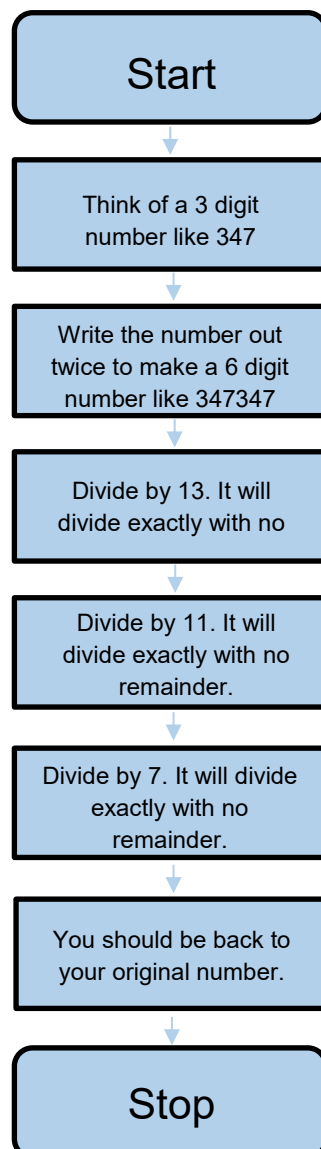 Start
Think of a 3 digit
number like 347
Write the number out
twice to make a 6 digit
number like 347347
Divide by 13. It will
divide exactly with no
Divide by 11. It will
divide exactly with no
remainder.
Divide by 7. It will divide
exactly with no
remainder.
You should be back to
your original number.
Stop